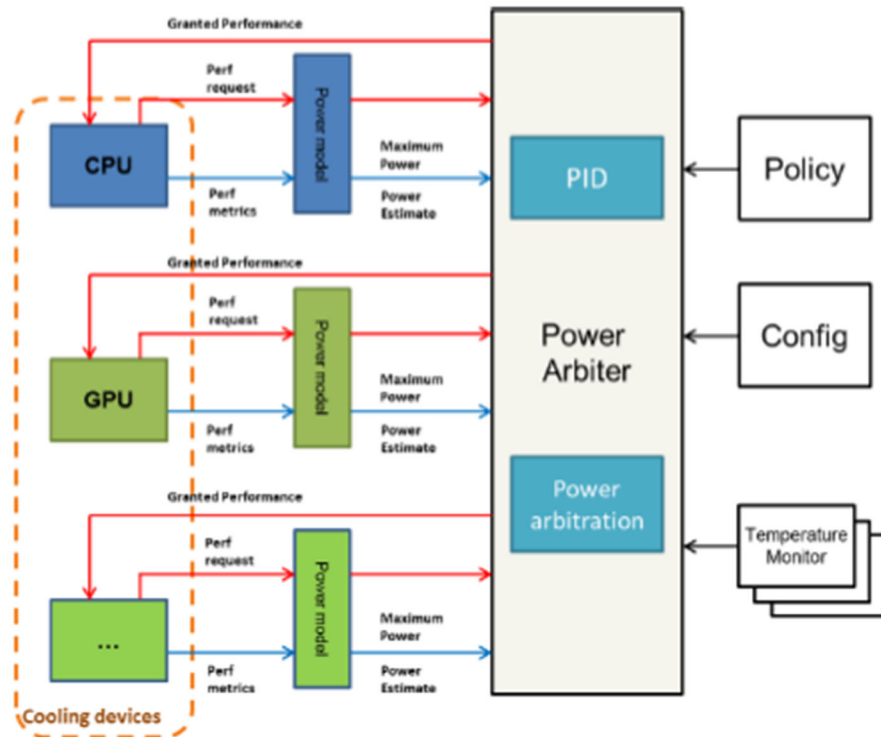 Granted Performance
Perf
request
Power model
CPU
Maximum
Power
Perf
metrics
Power
Estimate
PID
Policy
Granted Performance
Perf
request
Power model
GPU
Maximum
Power
Perf
metrics
Power
Estimate
Power
Arbiter
Config
Granted Performance
Perf
request
Power model
...
Maximum
Power
Perf
metrics
Power
Estimate
Power
arbitration
Temperature
Monitor
Cooling devices